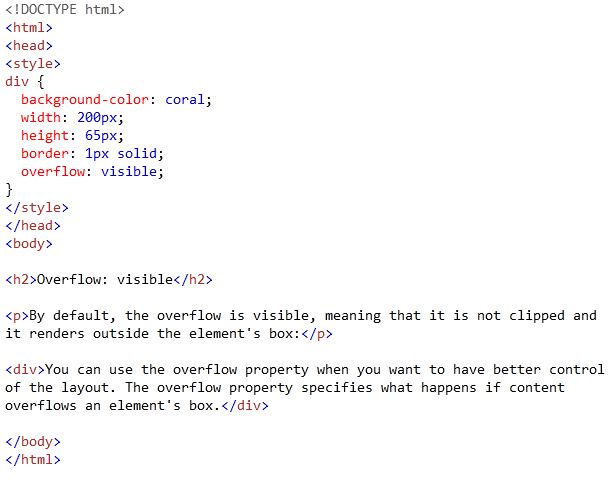 <!DOCTYPE html>
<html>
<head>
<style>
div {
  background-color: coral;
  width: 200px;
  height: 65px;
  border: 1px solid;
  overflow: visible;
}
</style>
</head>
<body>

<h2>Overflow: visible</h2>

<p>By default, the overflow is visible, meaning that it is not clipped and
it renders outside the element's box:</p>

<div>You can use the overflow property when you want to have better control
of the layout. The overflow property specifies what happens if content
overflows an element's box.</div>

</body>
</html>